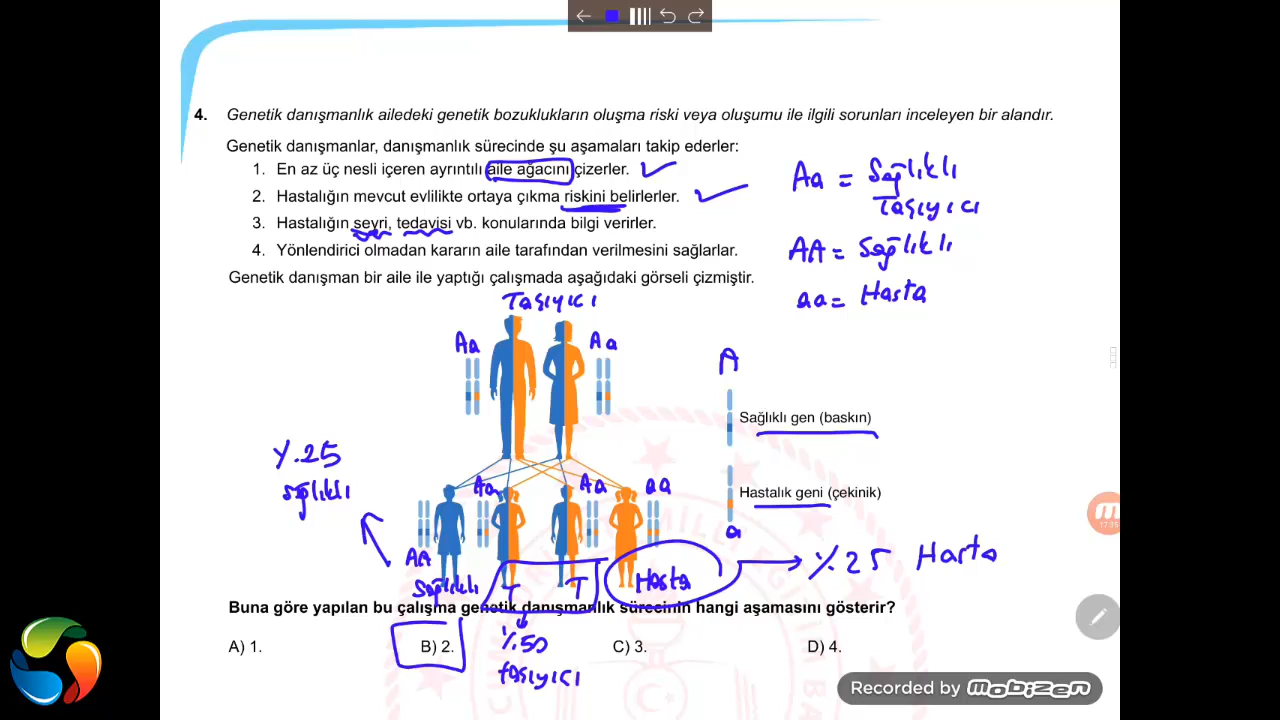 4. Genetik danışmanlık ailedeki genetik bozuklukların oluşma riski veya oluşumu ile ilgili sorunları inceleyen bir alandır.
Genetik danışmanlar, danışmanlık sürecinde şu aşamaları takip ederler:
1. En az üç nesli içeren ayrıntılı aile ağacını çizerler.
2. Hastalığın mevcut evlilikte ortaya çıkma riskini belirlerler.
3. Hastalığın seyri, tedavisi vb. konularında bilgi verirler.
4. Yönlendirici olmadan kararın aile tarafından verilmesini sağlarlar.
Genetik danışman bir aile ile yaptığı çalışmada aşağıdaki görseli çizmiştir.
Aa = Sağlıklı
Taşıyıcı
AA = Sağlıklı
aa = Hasta
Taşıyıcı
Aa Aa
A
Sağlıklı gen (baskın)
Hastalık geni (çekinik)
a
%25
sağlıklı
Aa Aa aa
AA
Sağlıklı T T Hasta
%25 Hasta
Buna göre yapılan bu çalışma genetik danışmanlık sürecinin hangi aşamasını gösterir?
A) 1. B) 2. C) 3. D) 4.
%50
taşıyıcı
17:09
Recorded by mobizen